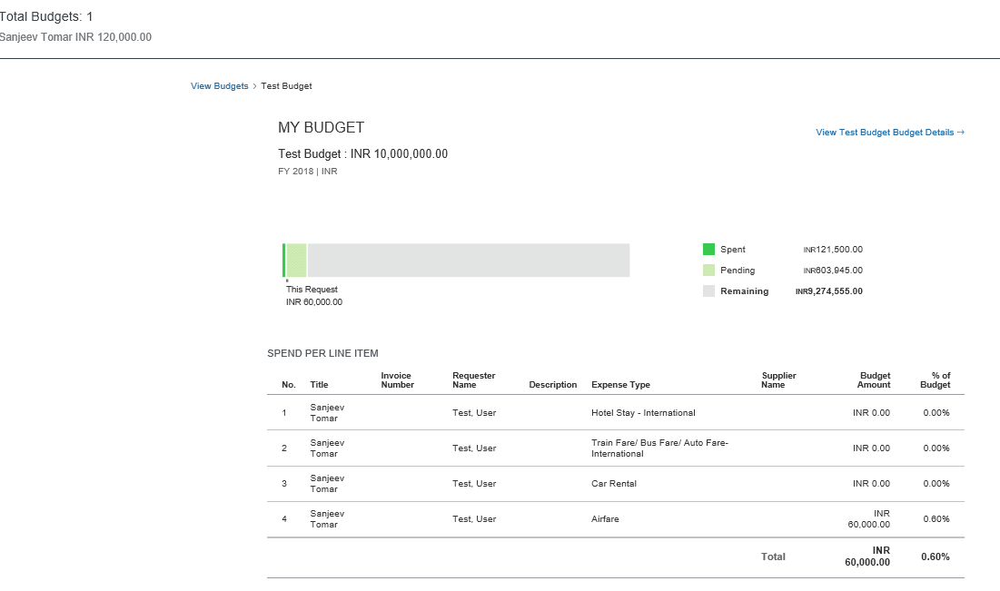 Total Budgets: 1
Sanjeev Tomar INR 120,000.00
View Budgets > Test Budget
MY BUDGET
View Test Budget Budget Details →
Test Budget : INR 10,000,000.00
FY 2018 | INR
Spent INR121,500.00
Pending INR603,945.00
Remaining INR9,274,555.00
This Request
INR 60,000.00
SPEND PER LINE ITEM
No. Title Invoice Number Requester Name Description Expense Type Supplier Name Budget Amount % of Budget
1 Sanjeev Tomar Test, User Hotel Stay - International INR 0.00 0.00%
2 Sanjeev Tomar Test, User Train Fare/ Bus Fare/ Auto Fare- International INR 0.00 0.00%
3 Sanjeev Tomar Test, User Car Rental INR 0.00 0.00%
4 Sanjeev Tomar Test, User Airfare INR 60,000.00 0.60%
Total INR 60,000.00 0.60%